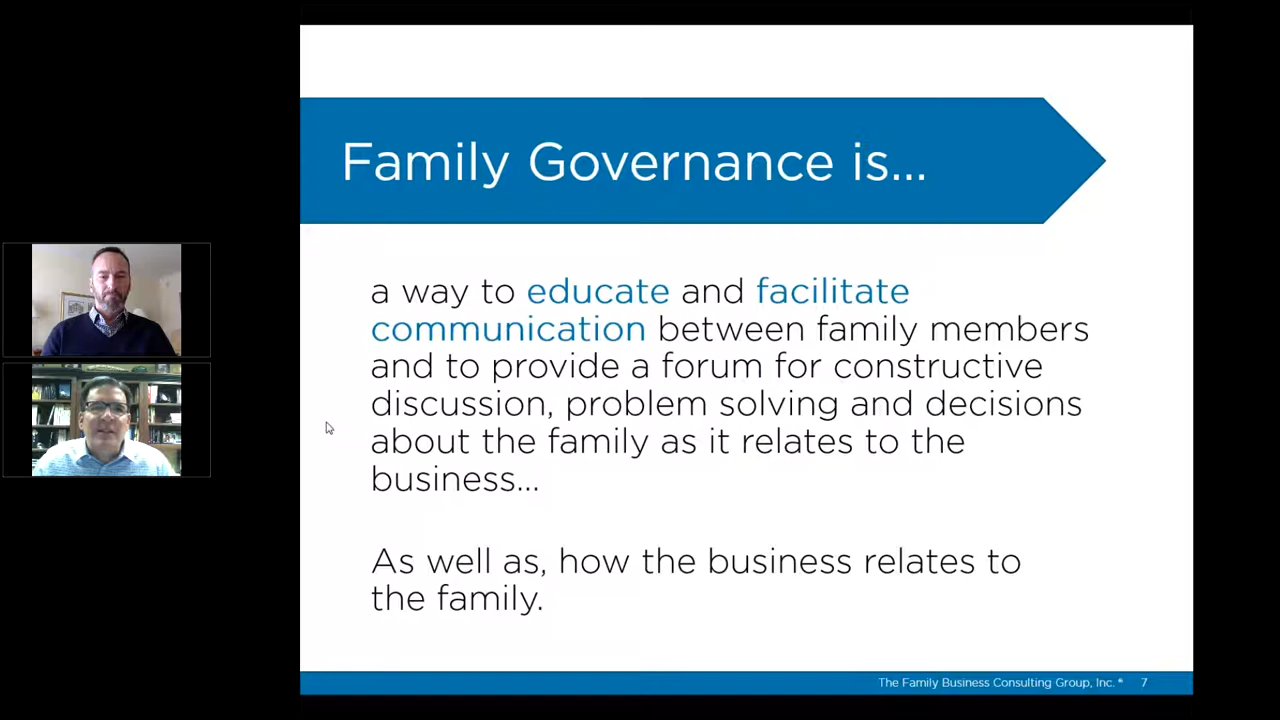 Family Governance is...
a way to educate and facilitate
communication between family members
and to provide a forum for constructive
discussion, problem solving and decisions
about the family as it relates to the
business...
As well as, how the business relates to
the family.
The Family Business Consulting Group, Inc.® 7